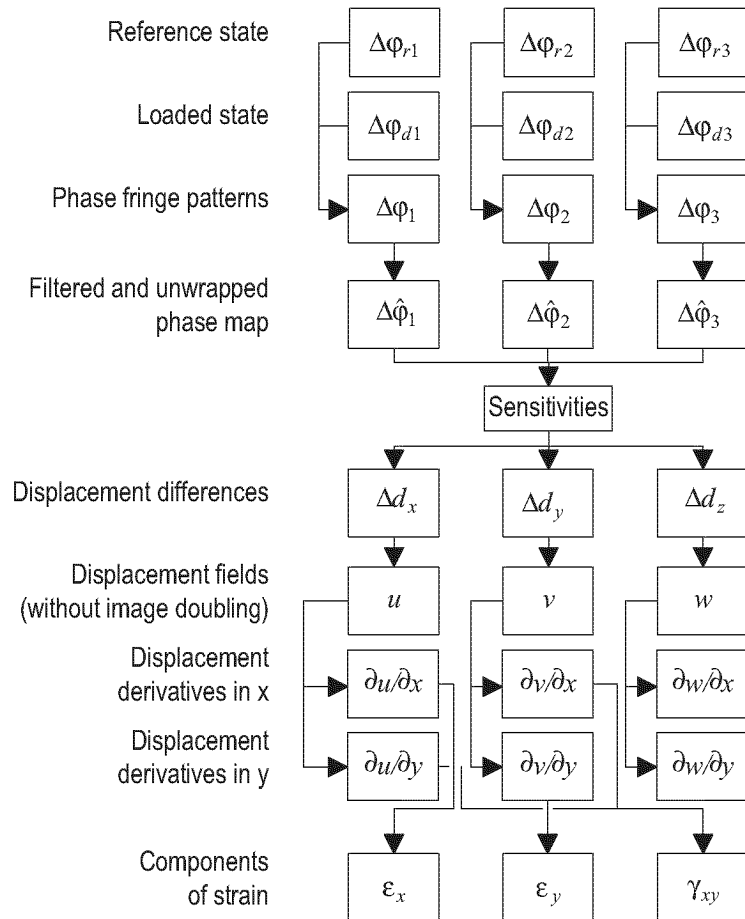 Reference state Δφr1 Δφr2 Δφr3
Loaded state Δφd1 Δφd2 Δφd3
Phase fringe patterns Δφ1 Δφ2 Δφ3
Filtered and unwrapped
phase map Δφ̂1 Δφ̂2 Δφ̂3
Sensitivities
Displacement differences Δdx Δdy Δdz
Displacement fields
(without image doubling) u v w
Displacement
derivatives in x ∂u/∂x ∂v/∂x ∂w/∂x
Displacement
derivatives in y ∂u/∂y ∂v/∂y ∂w/∂y
Components
of strain εx εy γxy